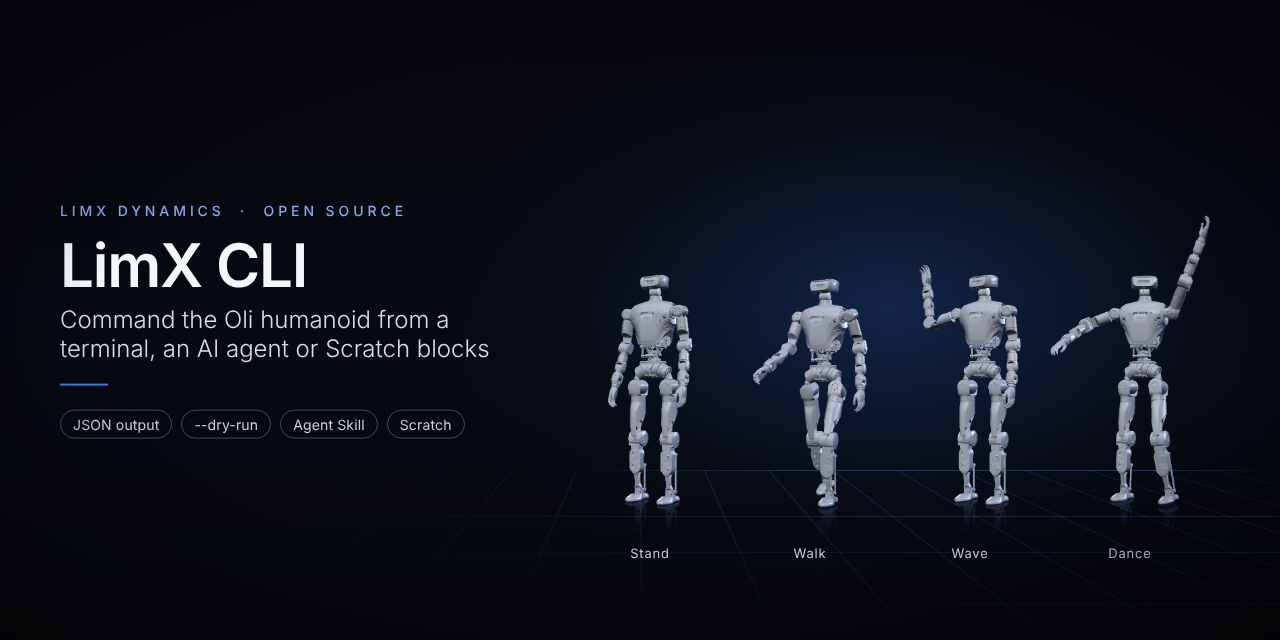 LIMX DYNAMICS · OPEN SOURCE
LimX CLI
Command the Oli humanoid from a
terminal, an AI agent or Scratch blocks
JSON output --dry-run Agent Skill Scratch
Stand Walk Wave Dance